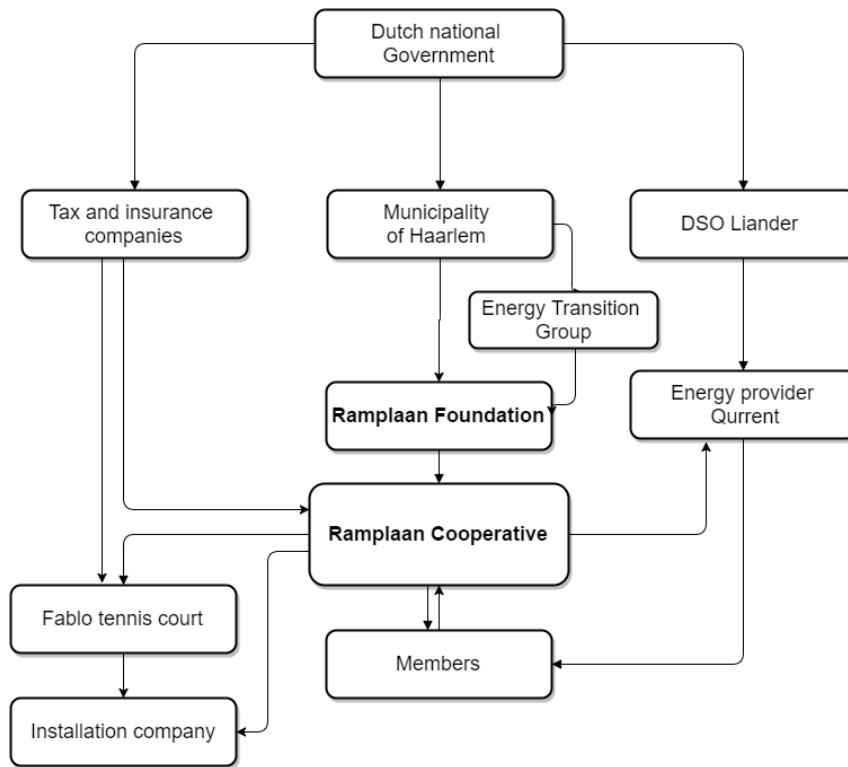 Dutch national
Government
Tax and insurance
companies
Municipality
of Haarlem
DSO Liander
Energy Transition
Group
Energy provider
Qurrent
Ramplaan Foundation
Ramplaan Cooperative
Fablo tennis court
Members
Installation company